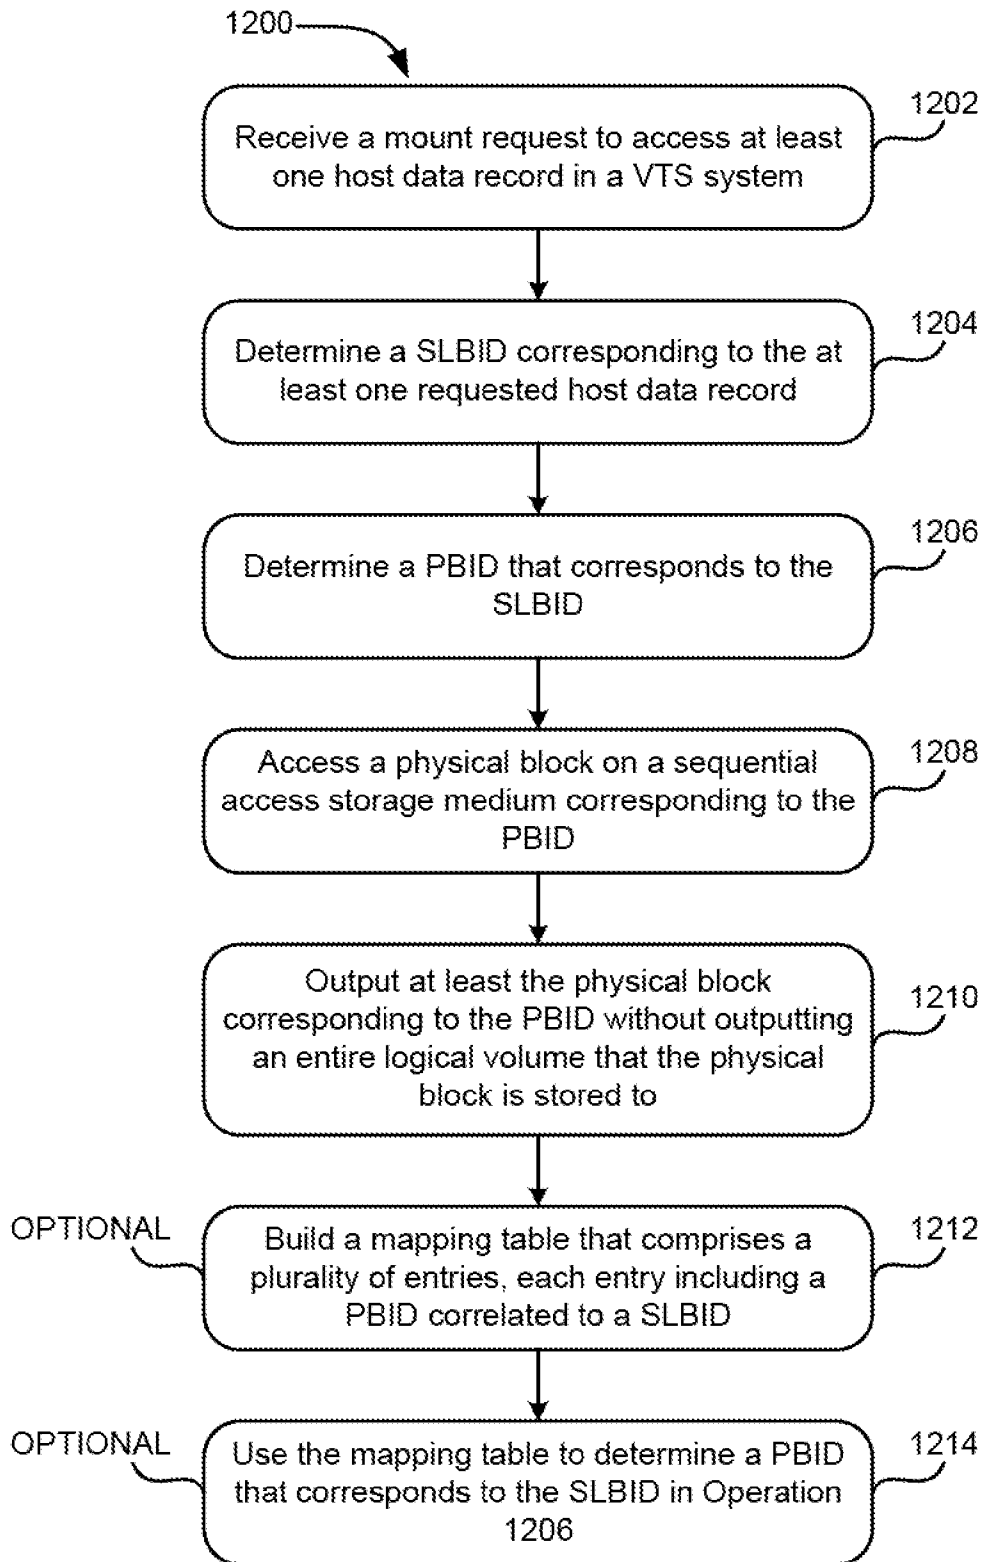 1200
1202
Receive a mount request to access at least
one host data record in a VTS system
1204
Determine a SLBID corresponding to the at
least one requested host data record
1206
Determine a PBID that corresponds to the
SLBID
1208
Access a physical block on a sequential
access storage medium corresponding to the
PBID
1210
Output at least the physical block
corresponding to the PBID without outputting
an entire logical volume that the physical
block is stored to
OPTIONAL
1212
Build a mapping table that comprises a
plurality of entries, each entry including a
PBID correlated to a SLBID
OPTIONAL
1214
Use the mapping table to determine a PBID
that corresponds to the SLBID in Operation
1206